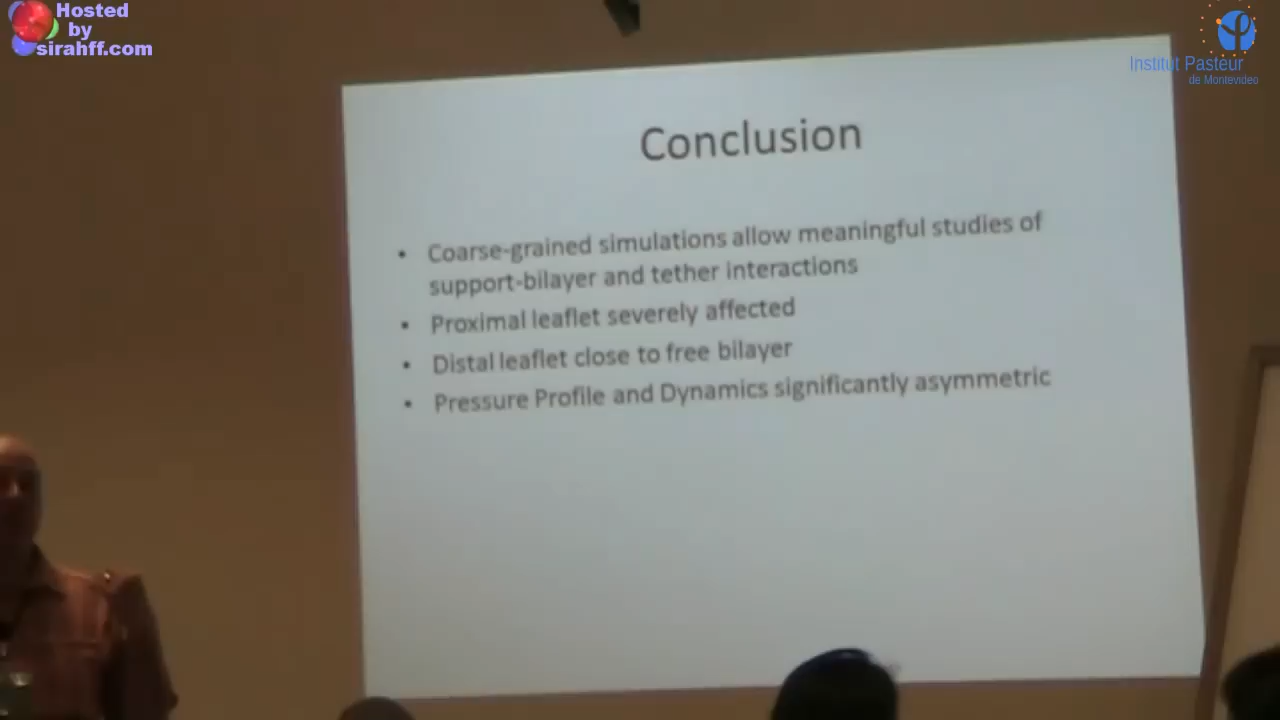 Hosted
by
sirahff.com
Institut Pasteur
de Montevideo
Conclusion
• Coarse-grained simulations allow meaningful studies of
support-bilayer and tether interactions
• Proximal leaflet severely affected
• Distal leaflet close to free bilayer
• Pressure Profile and Dynamics significantly asymmetric